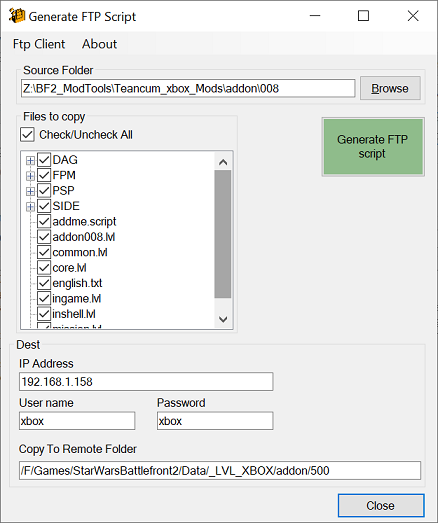 Generate FTP Script
Ftp Client About
Source Folder
Z:\BF2_ModTools\Teancum_xbox_Mods\addon\008
Browse
Files to copy
Check/Uncheck All
Generate FTP
script
DAG
FPM
PSP
SIDE
addme.script
addon008.lvl
common.lvl
core.lvl
english.txt
ingame.lvl
inshell.lvl
mission.lvl
Dest
IP Address
192.168.1.158
User name Password
xbox xbox
Copy To Remote Folder
/F/Games/StarWarsBattlefront2/Data/_LVL_XBOX/addon/500
Close